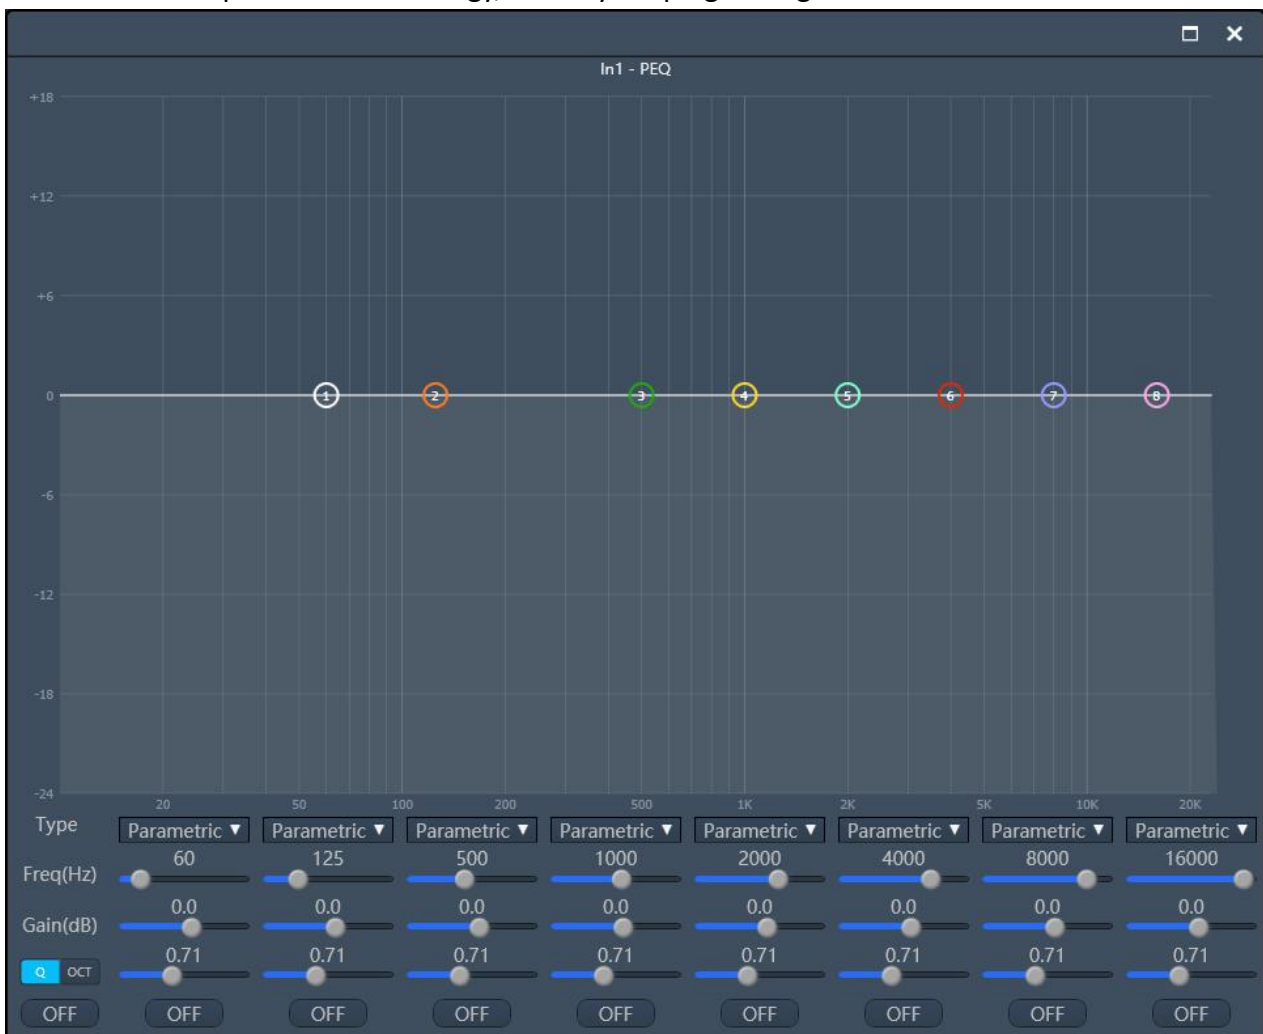 In1 - PEQ
+18
+12
+6
0
1 2 3 4 5 6 7 8
-6
-12
-18
-24
20 50 100 200 500 1K 2K 5K 10K 20K
Type Parametric ▼ Parametric ▼ Parametric ▼ Parametric ▼ Parametric ▼ Parametric ▼ Parametric ▼ Parametric ▼
Freq(Hz) 60 125 500 1000 2000 4000 8000 16000
Gain(dB) 0.0 0.0 0.0 0.0 0.0 0.0 0.0 0.0
Q OCT 0.71 0.71 0.71 0.71 0.71 0.71 0.71 0.71
OFF OFF OFF OFF OFF OFF OFF OFF OFF